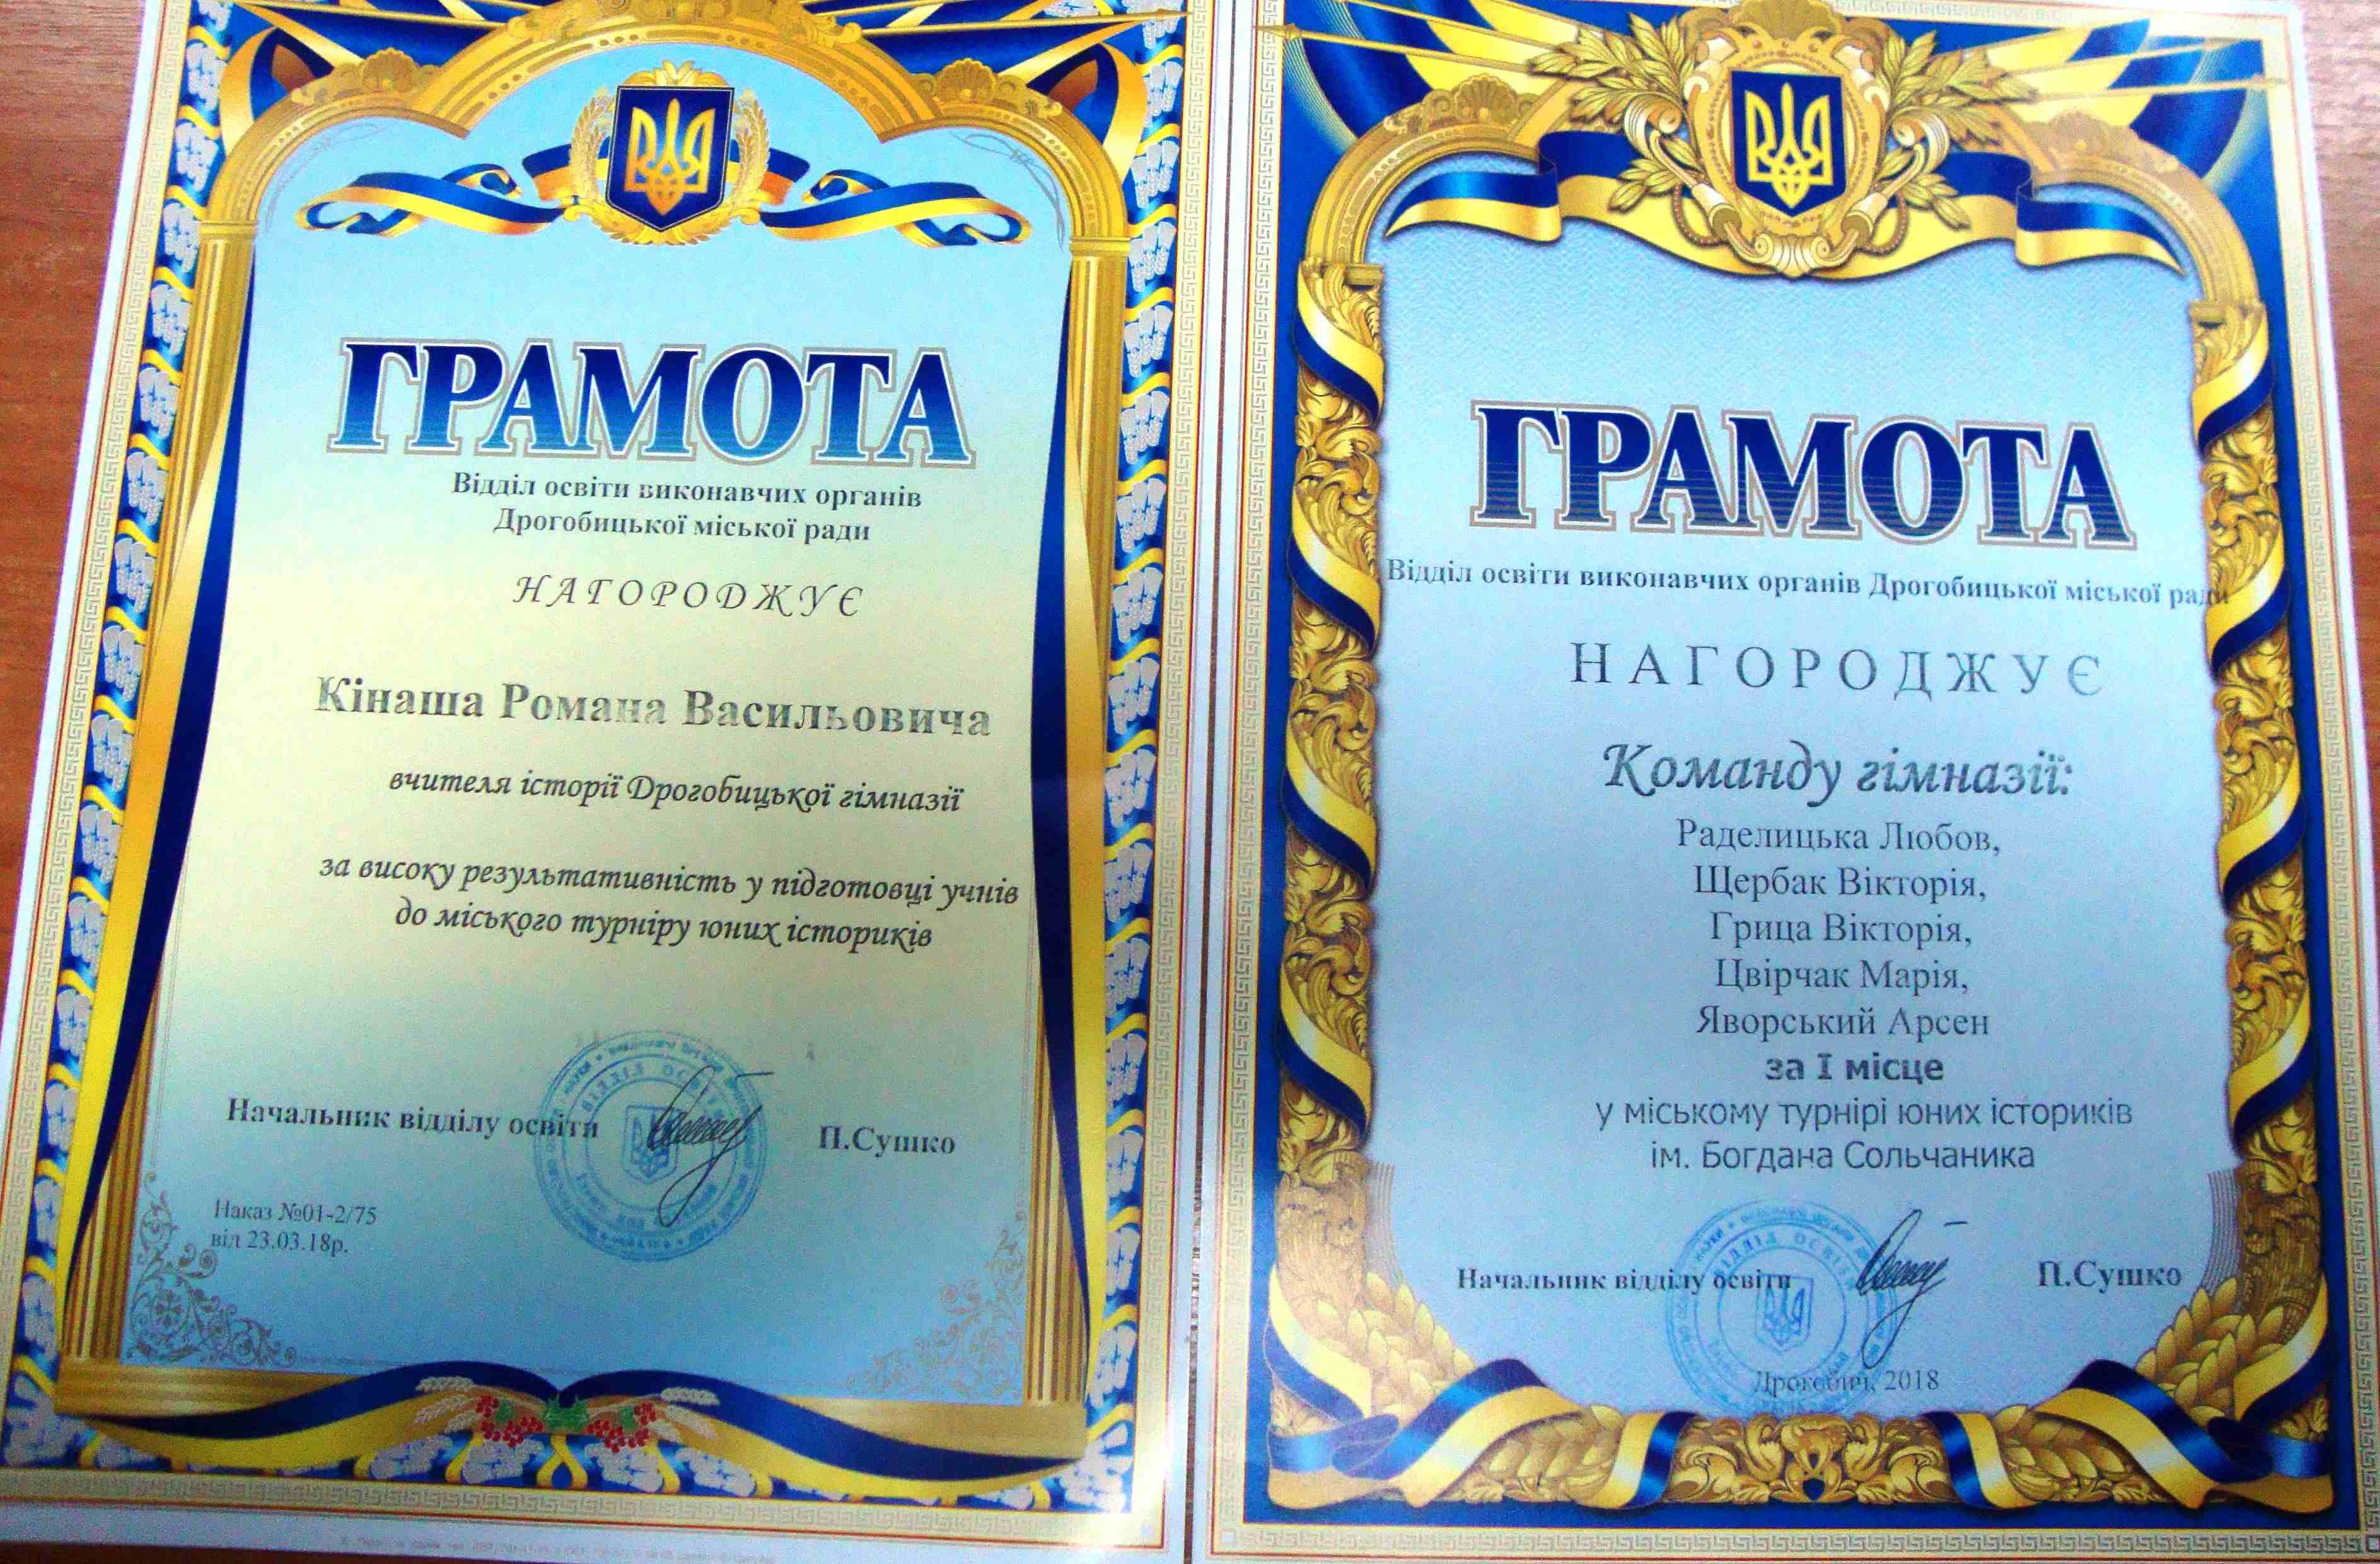 ГРАМОТА
Відділ освіти виконавчих органів
Дрогобицької міської ради
НАГОРОДЖУЄ
Кінаша Романа Васильовича
вчителя історії Дрогобицької гімназії
за високу результативність у підготовці учнів
до міського турніру юних істориків
Начальник відділу освіти
П.Сушко
Наказ №01-2/75
від 23.03.18р.
ГРАМОТА
Відділ освіти виконавчих органів Дрогобицької міської ради
НАГОРОДЖУЄ
Команду гімназії:
Раделицька Любов,
Щербак Вікторія,
Грица Вікторія,
Цвірчак Марія,
Яворський Арсен
за І місце
у міському турнірі юних істориків
ім. Богдана Сольчаника
Начальник відділу освіти
П.Сушко
Дрогобич, 2018